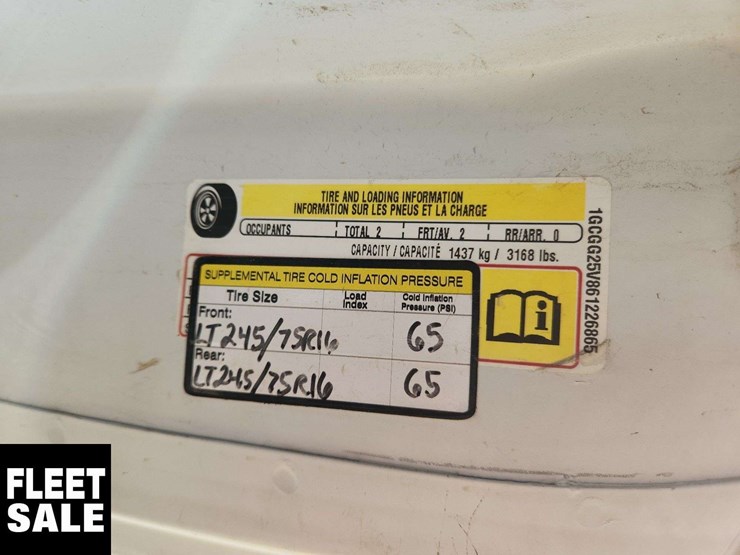 TIRE AND LOADING INFORMATION
INFORMATION SUR LES PNEUS ET LA CHARGE
OCCUPANTS TOTAL 2 FRT/AV. 2 RR/ARR. 0
CAPACITY / CAPACITÉ 1437 kg / 3168 lbs.
1GCGG25V861226865
SUPPLEMENTAL TIRE COLD INFLATION PRESSURE
Tire Size Load Index Cold Inflation Pressure (PSI)
Front:
LT245/75R16 65
Rear:
LT245/75R16 65
FLEET
SALE